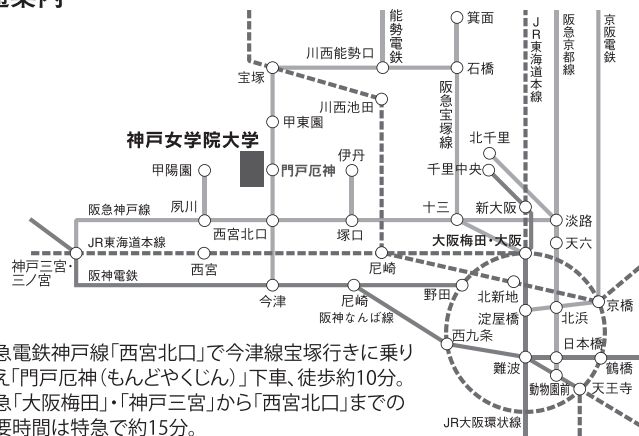 能勢電鉄
箕面
JR東海道本線
阪急京都線
京阪電鉄
川西能勢口
宝塚
石橋
川西池田
阪急宝塚線
甲東園
神戸女学院大学
北千里
甲陽園
門戸厄神
伊丹
千里中央
阪急神戸線
夙川
西宮北口
塚口
十三
新大阪
淡路
JR東海道本線
大阪梅田・大阪
天六
神戸三宮・
三ノ宮
西宮
尼崎
阪神電鉄
今津
尼崎
野田
北新地
京橋
阪神なんば線
淀屋橋
北浜
西九条
日本橋
難波
鶴橋
動物園前
天王寺
JR大阪環状線
急電鉄神戸線「西宮北口」で今津線宝塚行きに乗り
え「門戸厄神(もんどやくじん)」下車、徒歩約10分。
急「大阪梅田」・「神戸三宮」から「西宮北口」までの
要時間は特急で約15分。